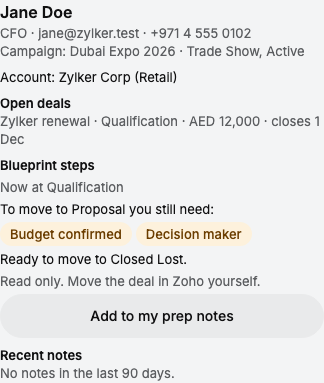 Jane Doe
CFO · jane@zylker.test · +971 4 555 0102
Campaign: Dubai Expo 2026 · Trade Show, Active
Account: Zylker Corp (Retail)
Open deals
Zylker renewal · Qualification · AED 12,000 · closes 1
Dec
Blueprint steps
Now at Qualification
To move to Proposal you still need:
Budget confirmed Decision maker
Ready to move to Closed Lost.
Read only. Move the deal in Zoho yourself.
Add to my prep notes
Recent notes
No notes in the last 90 days.